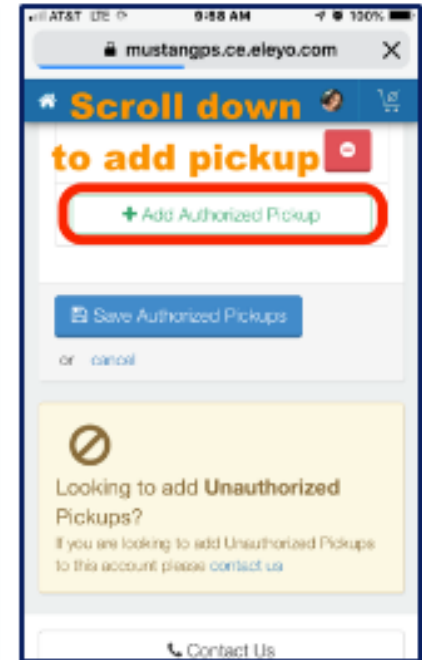 AT&T LTE 9:58 AM 100%
mustangps.ce.eleyo.com
Scroll down
to add pickup
+ Add Authorized Pickup
Save Authorized Pickups
or cancel
Looking to add Unauthorized
Pickups?
If you are looking to add Unauthorized Pickups
to this account please contact us
Contact Us